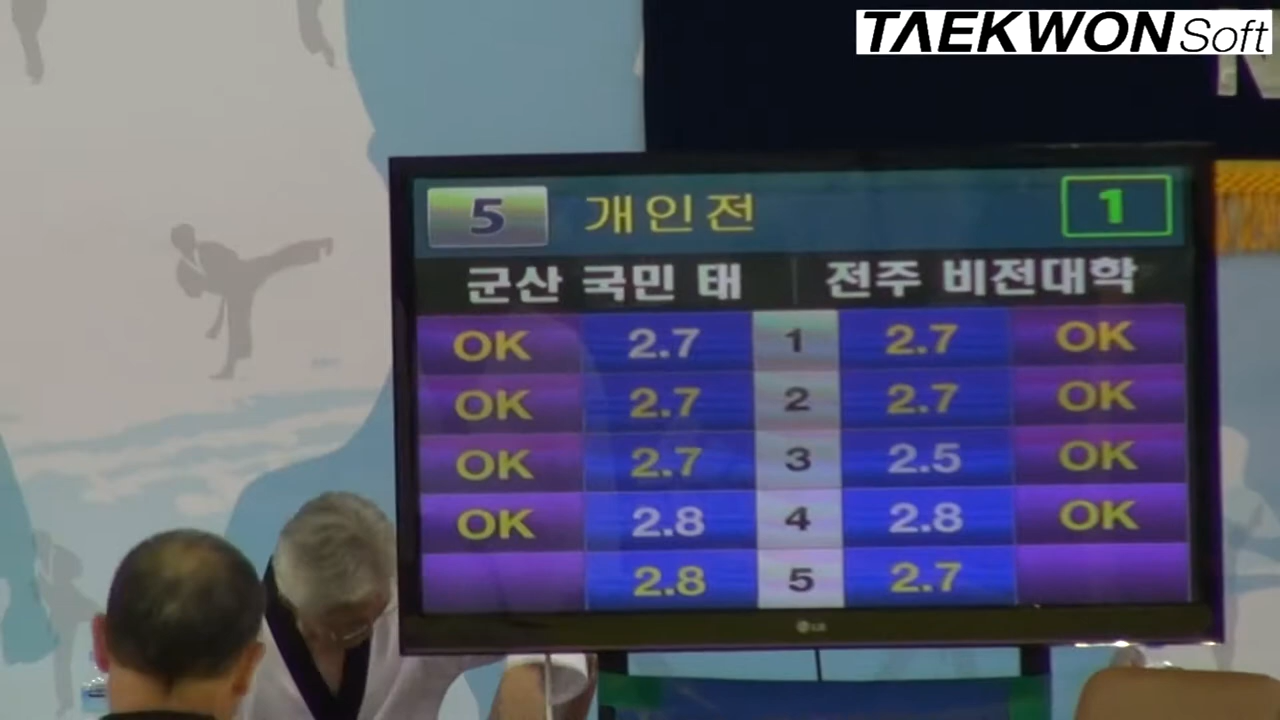 TAEKWON Soft
5 개인전 1
군산 국민 태 전주 비전대학
OK 2.7 1 2.7 OK
OK 2.7 2 2.7 OK
OK 2.7 3 2.5 OK
OK 2.8 4 2.8 OK
2.8 5 2.7
LG